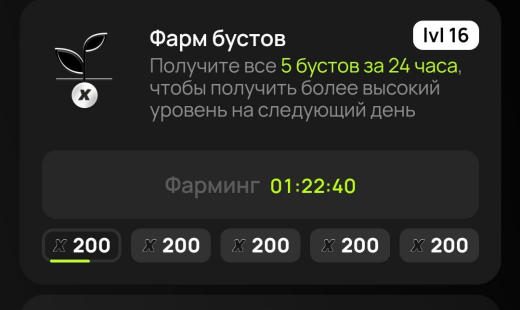 Фарм бустов
lvl 16
Получите все 5 бустов за 24 часа,
чтобы получить более высокий
уровень на следующий день
X
Фарминг 01:22:40
X 200 X 200 X 200 X 200 X 200